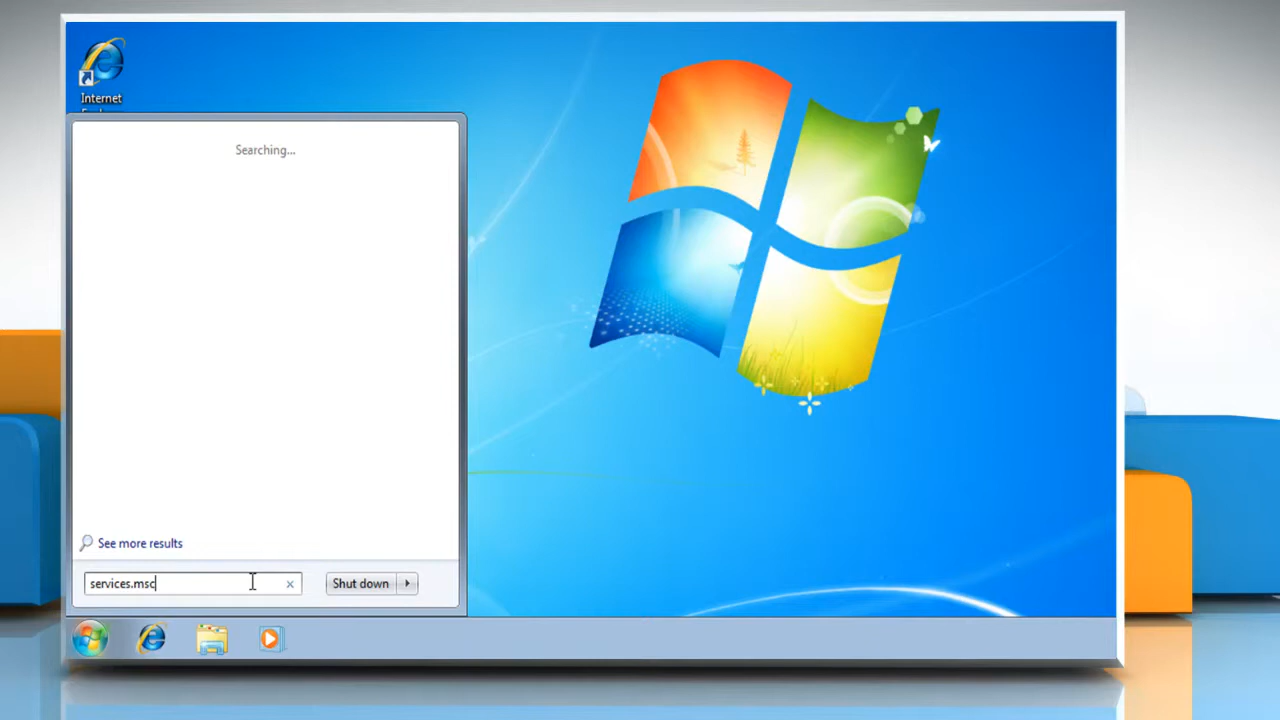 Internet
Searching...
See more results
services.msc
Shut down